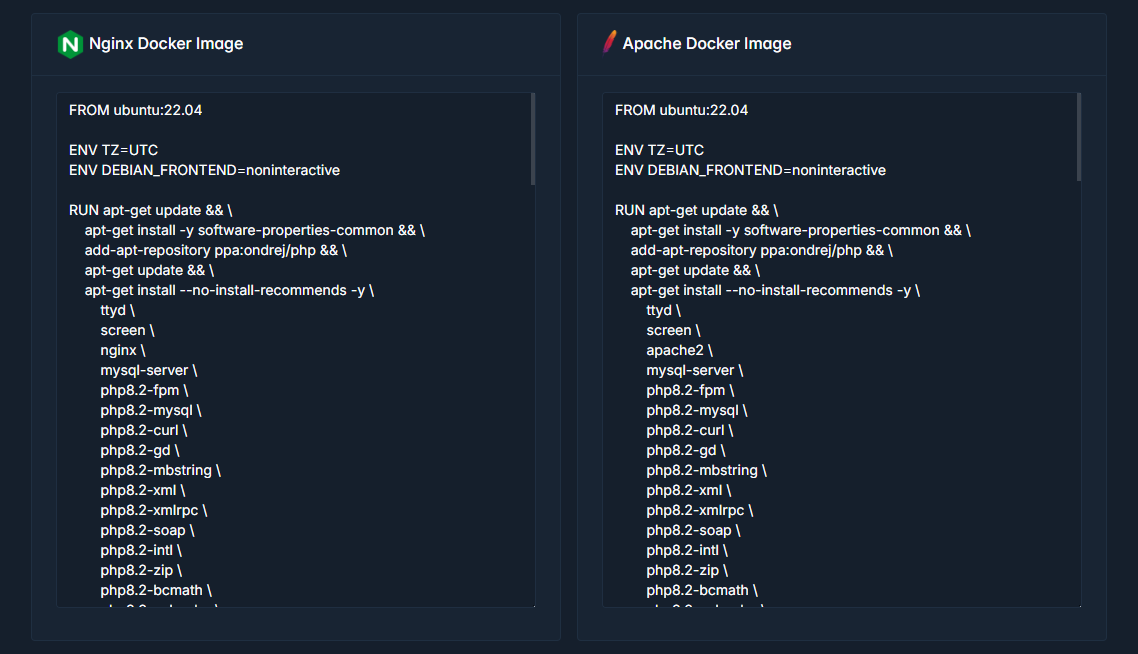 Nginx Docker Image
FROM ubuntu:22.04
ENV TZ=UTC
ENV DEBIAN_FRONTEND=noninteractive
RUN apt-get update && \
apt-get install -y software-properties-common && \
add-apt-repository ppa:ondrej/php && \
apt-get update && \
apt-get install --no-install-recommends -y \
ttyd \
screen \
nginx \
mysql-server \
php8.2-fpm \
php8.2-mysql \
php8.2-curl \
php8.2-gd \
php8.2-mbstring \
php8.2-xml \
php8.2-xmlrpc \
php8.2-soap \
php8.2-intl \
php8.2-zip \
php8.2-bcmath \
Apache Docker Image
FROM ubuntu:22.04
ENV TZ=UTC
ENV DEBIAN_FRONTEND=noninteractive
RUN apt-get update && \
apt-get install -y software-properties-common && \
add-apt-repository ppa:ondrej/php && \
apt-get update && \
apt-get install --no-install-recommends -y \
ttyd \
screen \
apache2 \
mysql-server \
php8.2-fpm \
php8.2-mysql \
php8.2-curl \
php8.2-gd \
php8.2-mbstring \
php8.2-xml \
php8.2-xmlrpc \
php8.2-soap \
php8.2-intl \
php8.2-zip \
php8.2-bcmath \